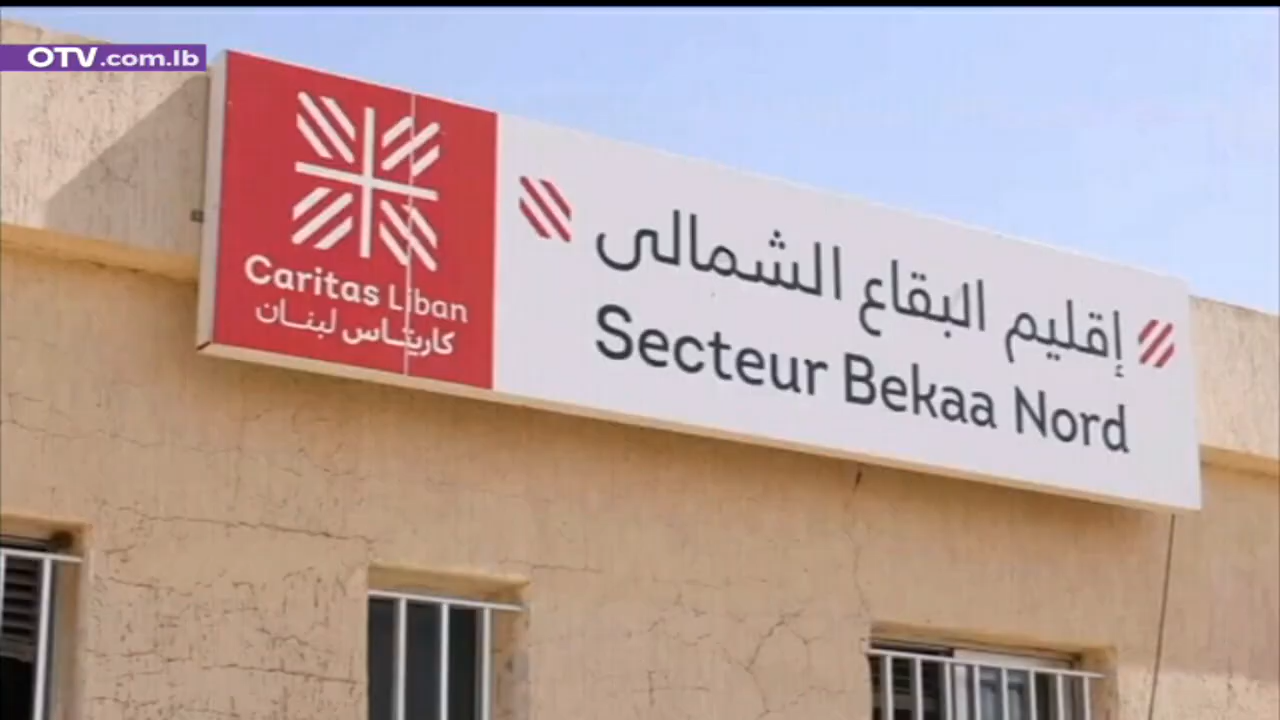 OTV.com.lb
Caritas Liban
كاريتاس لبنان
إقليم البقاع الشمالي
Secteur Bekaa Nord